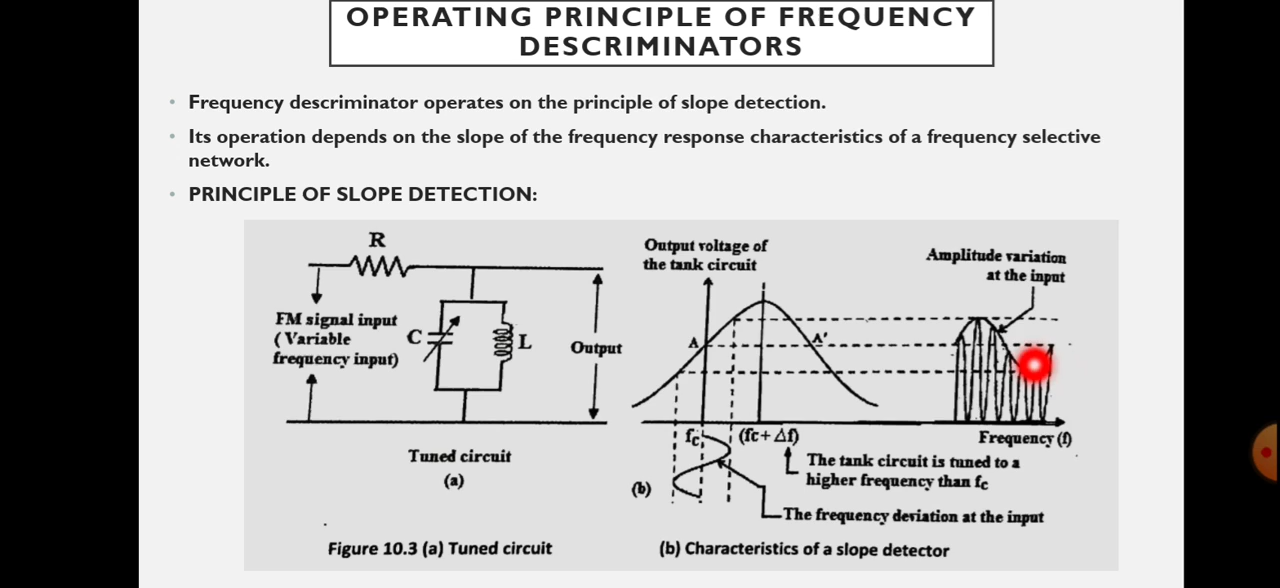 OPERATING PRINCIPLE OF FREQUENCY
DESCRIMINATORS
• Frequency descriminator operates on the principle of slope detection.
• Its operation depends on the slope of the frequency response characteristics of a frequency selective
network.
• PRINCIPLE OF SLOPE DETECTION:
R
FM signal input
( Variable
frequency input)
C
L
Output
Tuned circuit
(a)
Figure 10.3 (a) Tuned circuit
Output voltage of
the tank circuit
Amplitude variation
at the input
A
A'
fc
(fc+ Δf)
Frequency (f)
The tank circuit is tuned to a
higher frequency than fc
(b)
The frequency deviation at the input
(b) Characteristics of a slope detector